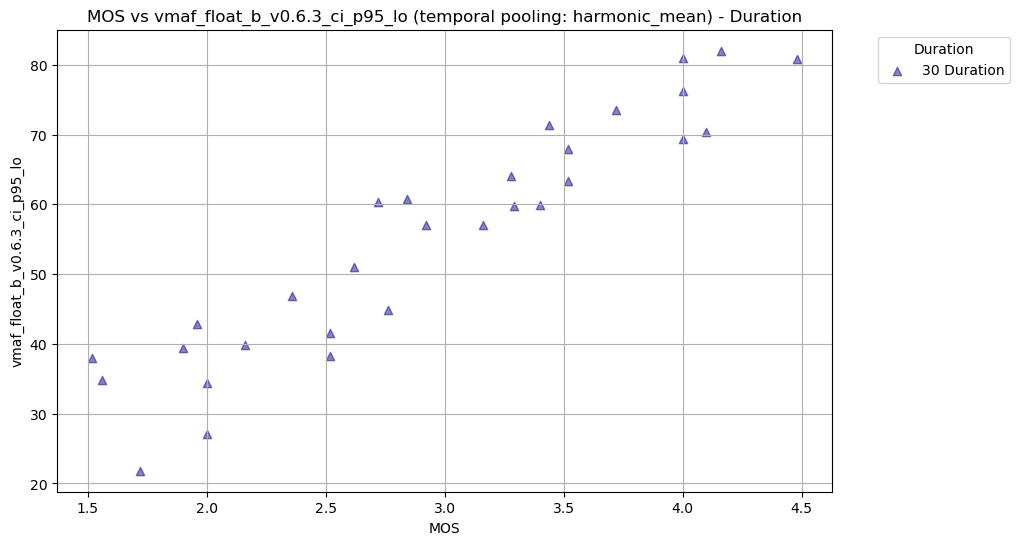 MOS vs vmaf_float_b_v0.6.3_ci_p95_lo (temporal pooling: harmonic_mean) - Duration
Duration
30 Duration
vmaf_float_b_v0.6.3_ci_p95_lo
80
70
60
50
40
30
20
1.5 2.0 2.5 3.0 3.5 4.0 4.5
MOS